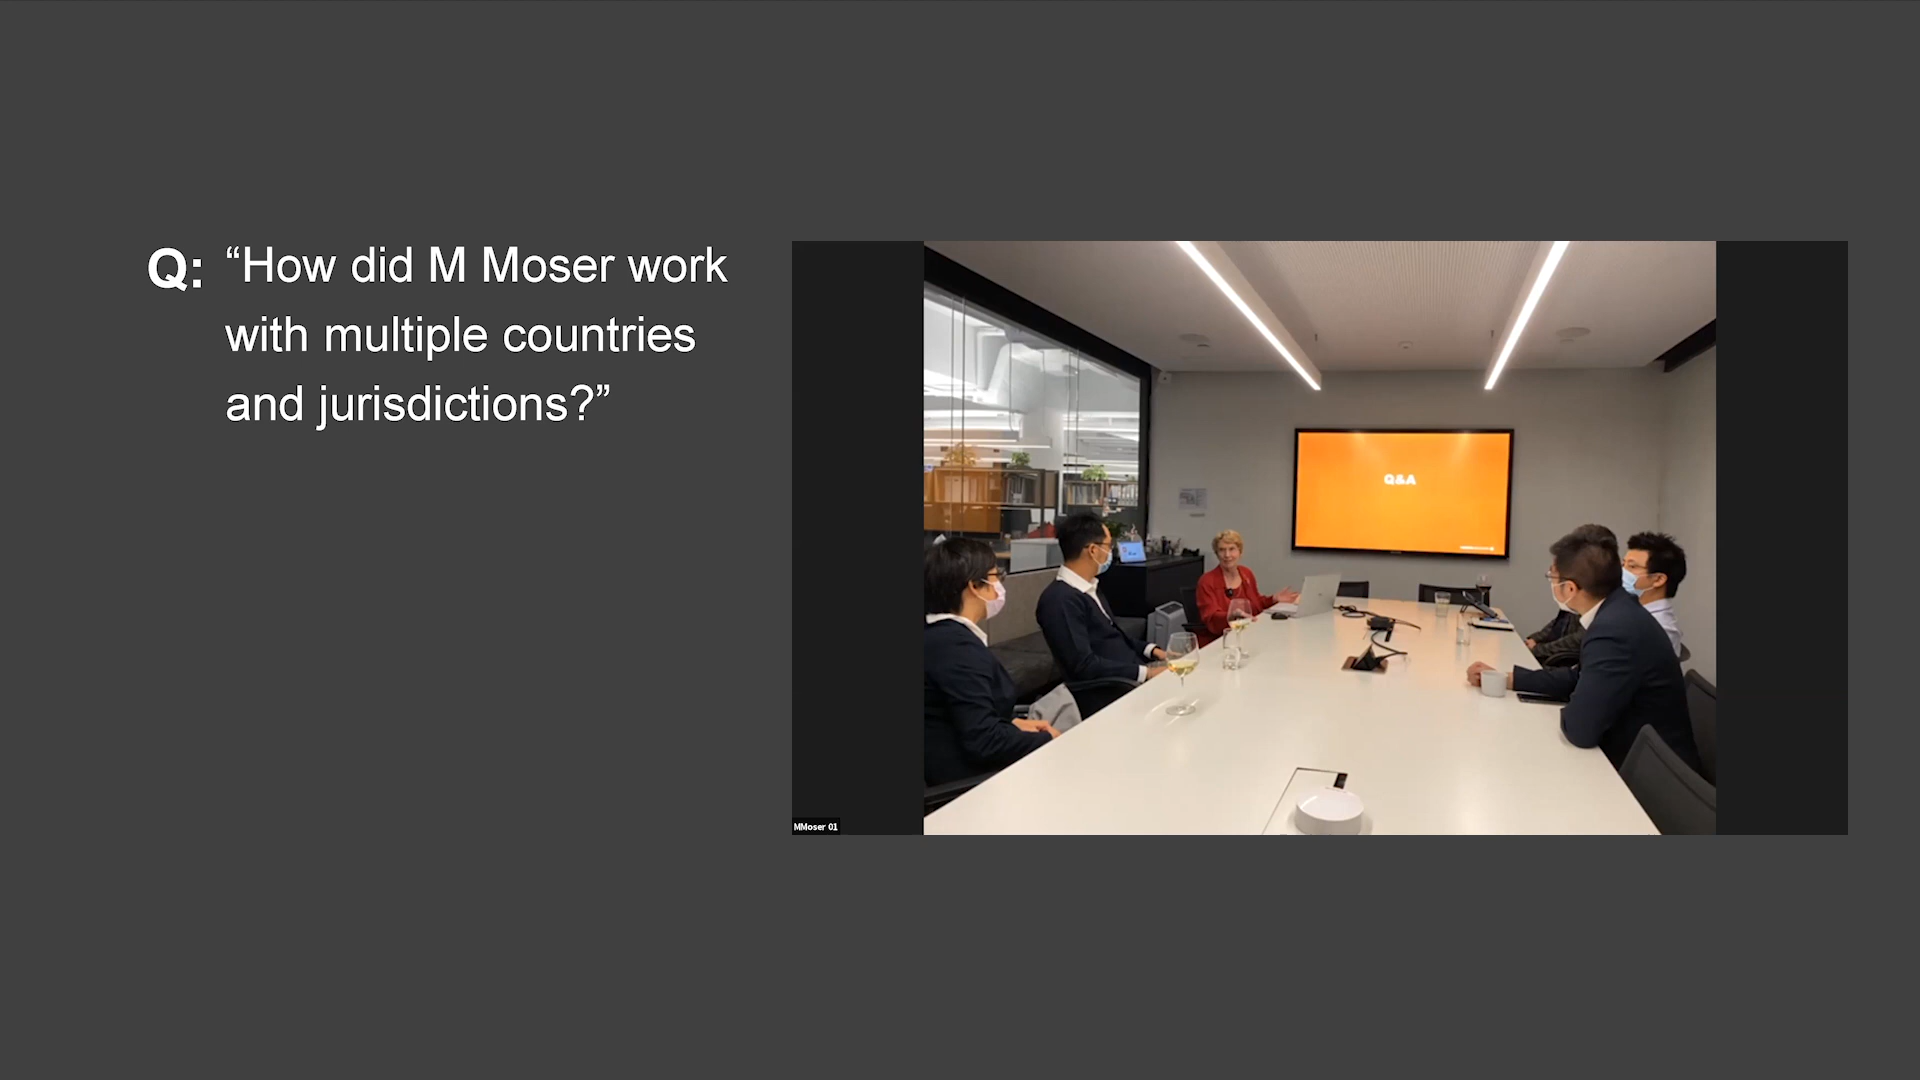 Q: “How did M Moser work
with multiple countries
and jurisdictions?”
Q&A
MMoser 01